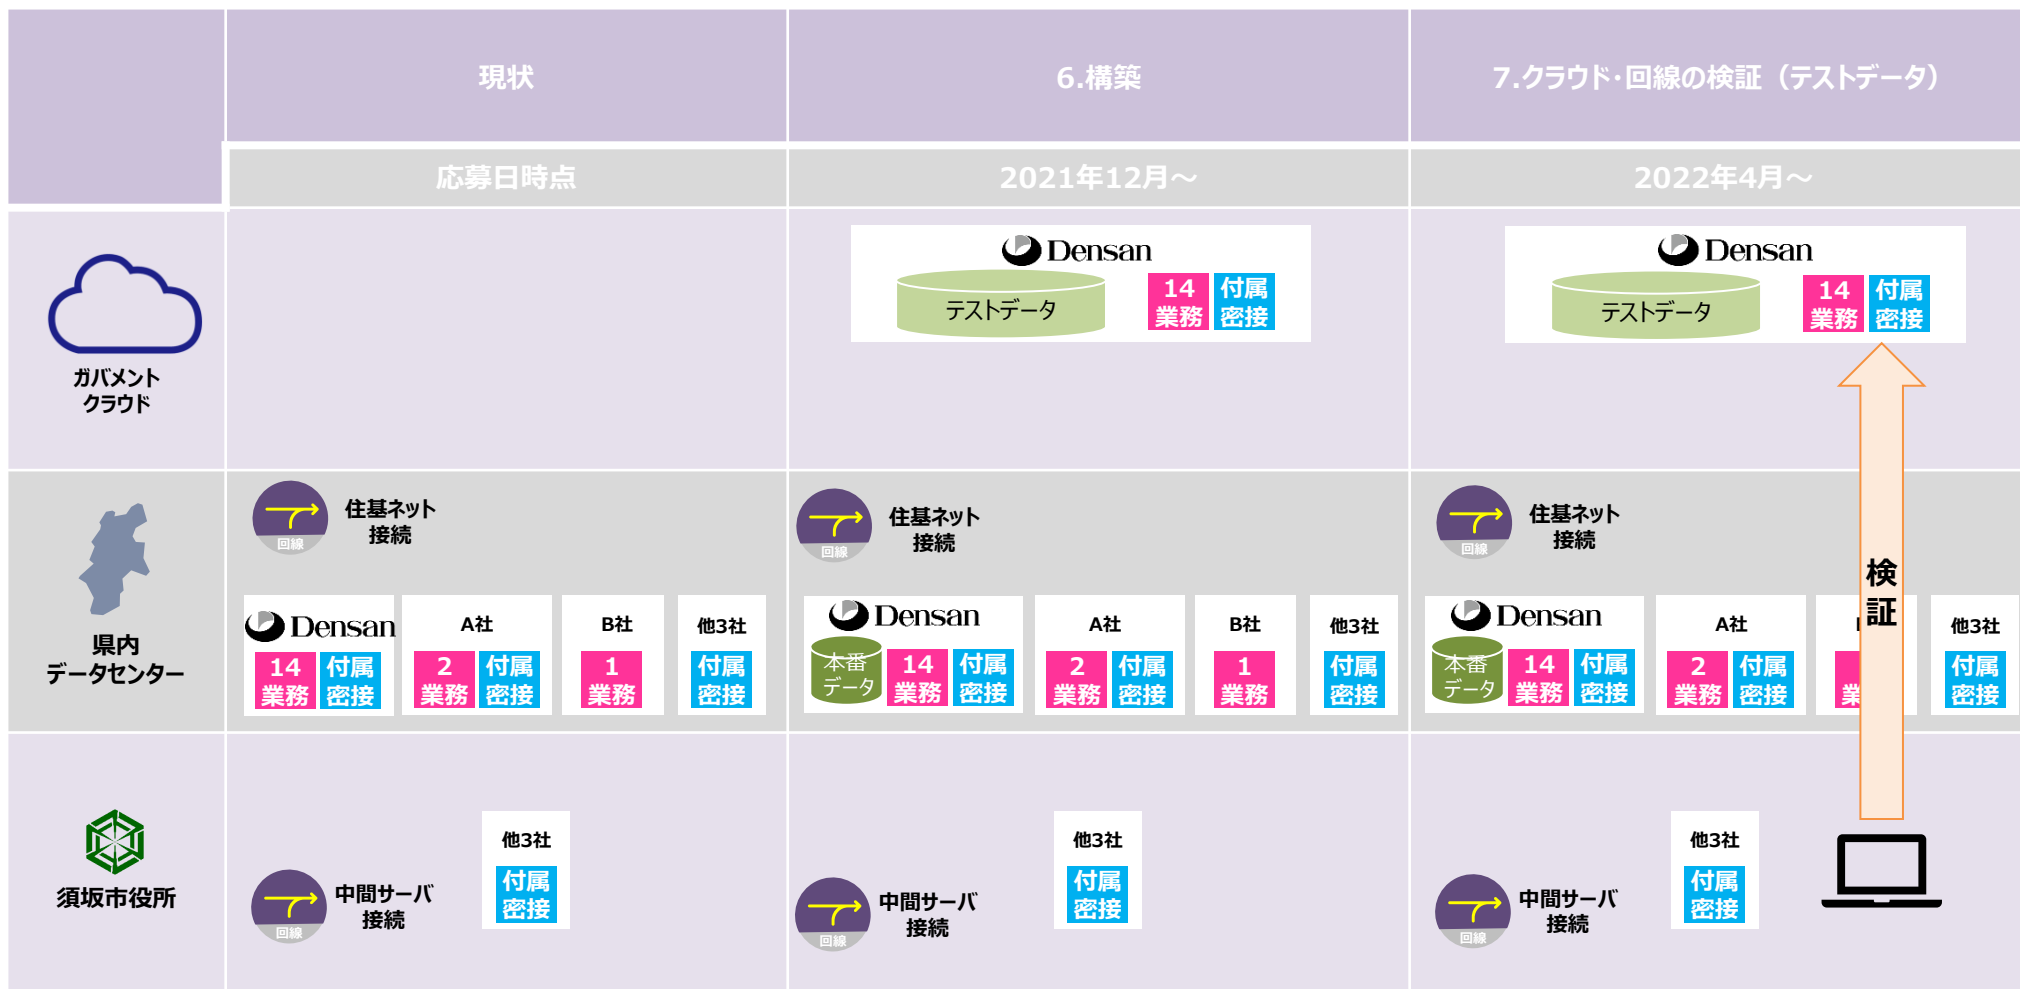 現状
6.構築
7.クラウド・回線の検証（テストデータ）
応募日時点
2021年12月～
2022年4月～
ガバメント
クラウド
Densan
テストデータ
14
業務
付属
密接
Densan
テストデータ
14
業務
付属
密接
県内
データセンター
回線
住基ネット
接続
Densan
14
業務
付属
密接
A社
2
業務
付属
密接
B社
1
業務
他3社
付属
密接
回線
住基ネット
接続
Densan
本番
データ
14
業務
付属
密接
A社
2
業務
付属
密接
B社
1
業務
他3社
付属
密接
回線
住基ネット
接続
Densan
本番
データ
14
業務
付属
密接
A社
2
業務
付属
密接
検
証
他3社
付属
密接
須坂市役所
回線
中間サーバ
接続
他3社
付属
密接
回線
中間サーバ
接続
他3社
付属
密接
回線
中間サーバ
接続
他3社
付属
密接